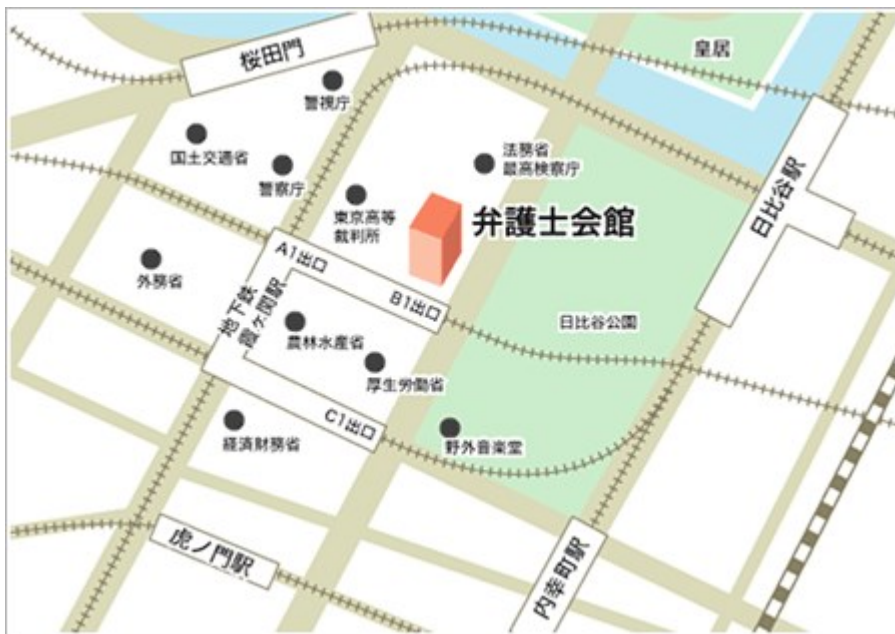 皇居
桜田門
警視庁
国土交通省
警察庁
法務省
最高検察庁
東京高等
裁判所
弁護士会館
日比谷駅
外務省
A1出口
B1出口
地下鉄
霞ヶ関駅
農林水産省
日比谷公園
厚生労働省
C1出口
経済財務省
野外音楽堂
虎ノ門駅
内幸町駅